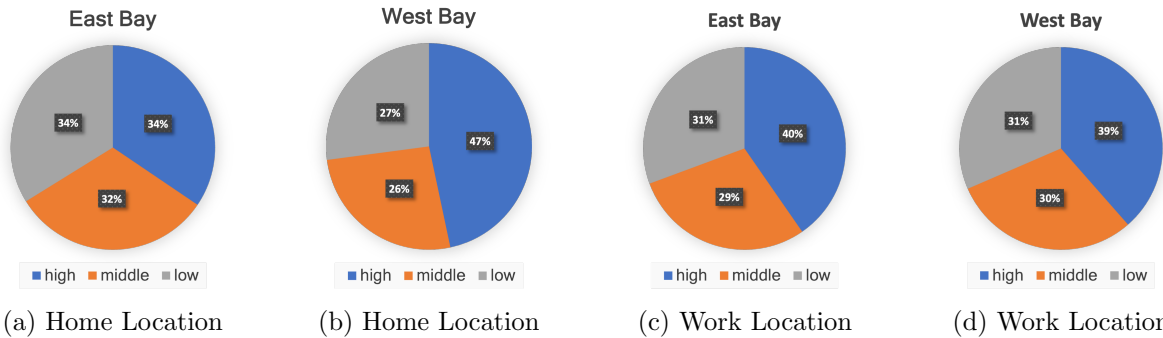 East Bay
34%
34%
32%
high middle low
(a) Home Location
West Bay
27%
47%
26%
high middle low
(b) Home Location
East Bay
31%
40%
29%
high middle low
(c) Work Location
West Bay
31%
39%
30%
high middle low
(d) Work Location